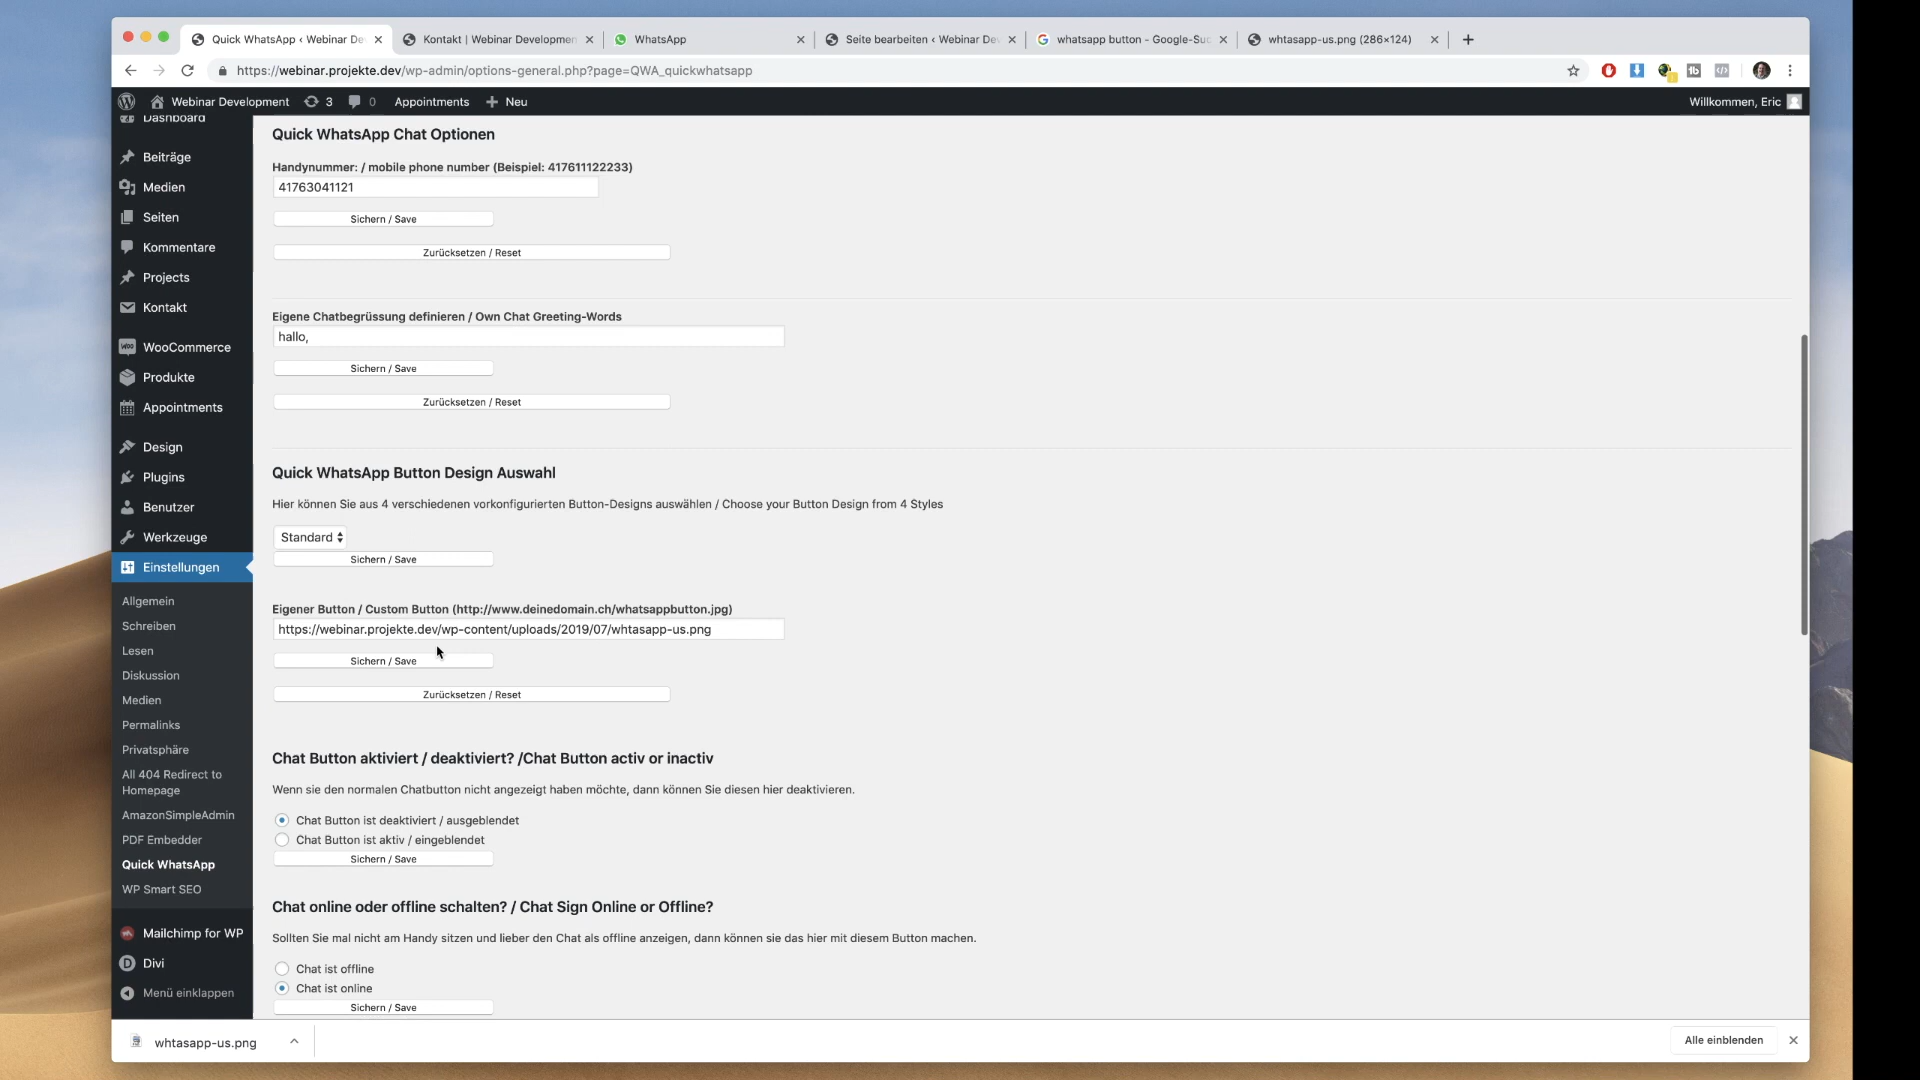 Quick WhatsApp ‹ Webinar De
Kontakt | Webinar Developmen
WhatsApp
Seite bearbeiten ‹ Webinar De
whatsapp button - Google-Suc
whtasapp-us.png (286×124)
https://webinar.projekte.dev/wp-admin/options-general.php?page=QWA_quickwhatsapp
Webinar Development
3
0
Appointments
Neu
Willkommen, Eric
Dashboard
Beiträge
Medien
Seiten
Kommentare
Projects
Kontakt
WooCommerce
Produkte
Appointments
Design
Plugins
Benutzer
Werkzeuge
Einstellungen
Allgemein
Schreiben
Lesen
Diskussion
Medien
Permalinks
Privatsphäre
All 404 Redirect to
Homepage
AmazonSimpleAdmin
PDF Embedder
Quick WhatsApp
WP Smart SEO
Mailchimp for WP
Divi
Menü einklappen
Quick WhatsApp Chat Optionen
Handynummer: / mobile phone number (Beispiel: 417611122233)
41763041121
Sichern / Save
Zurücksetzen / Reset
Eigene Chatbegrüssung definieren / Own Chat Greeting-Words
hallo,
Sichern / Save
Zurücksetzen / Reset
Quick WhatsApp Button Design Auswahl
Hier können Sie aus 4 verschiedenen vorkonfigurierten Button-Designs auswählen / Choose your Button Design from 4 Styles
Standard
Sichern / Save
Eigener Button / Custom Button (http://www.deinedomain.ch/whatsappbutton.jpg)
https://webinar.projekte.dev/wp-content/uploads/2019/07/whtasapp-us.png
Sichern / Save
Zurücksetzen / Reset
Chat Button aktiviert / deaktiviert? /Chat Button activ or inactiv
Wenn sie den normalen Chatbutton nicht angezeigt haben möchte, dann können Sie diesen hier deaktivieren.
Chat Button ist deaktiviert / ausgeblendet
Chat Button ist aktiv / eingeblendet
Sichern / Save
Chat online oder offline schalten? / Chat Sign Online or Offline?
Sollten Sie mal nicht am Handy sitzen und lieber den Chat als offline anzeigen, dann können sie das hier mit diesem Button machen.
Chat ist offline
Chat ist online
Sichern / Save
whtasapp-us.png
Alle einblenden